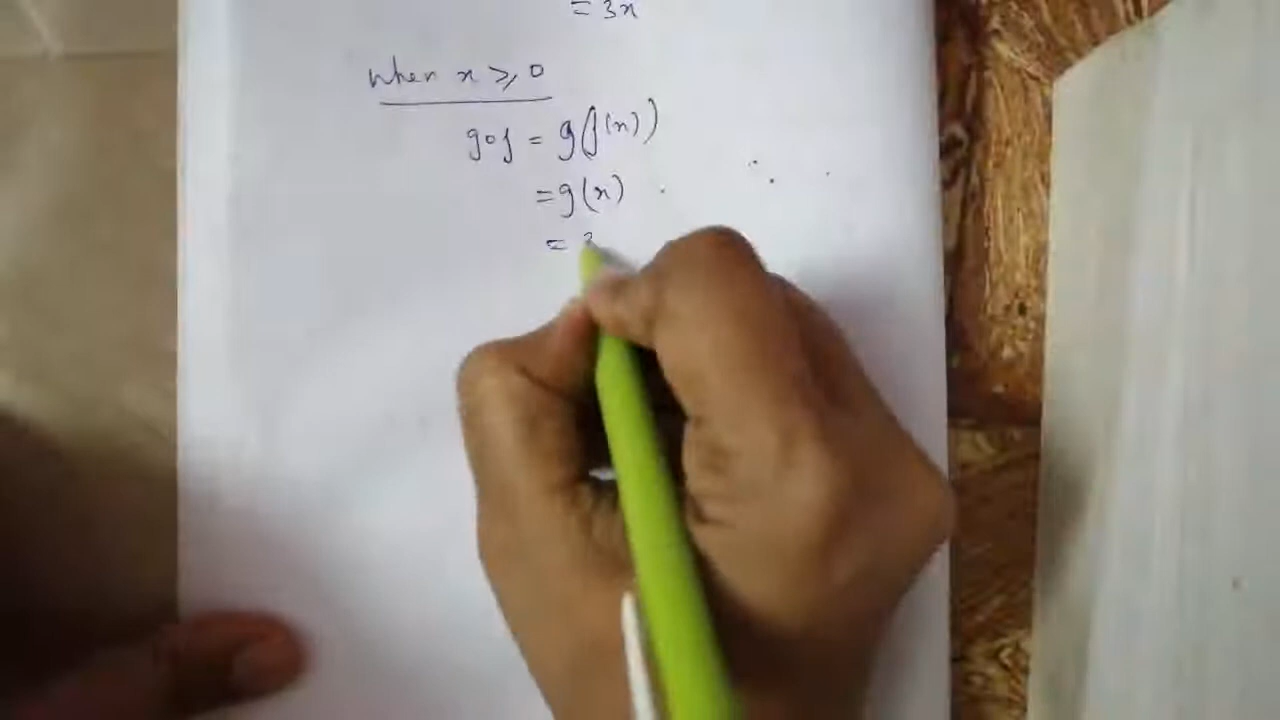 = 3x
When x ≥ 0
gof = g(f(x))
= g(x)
=